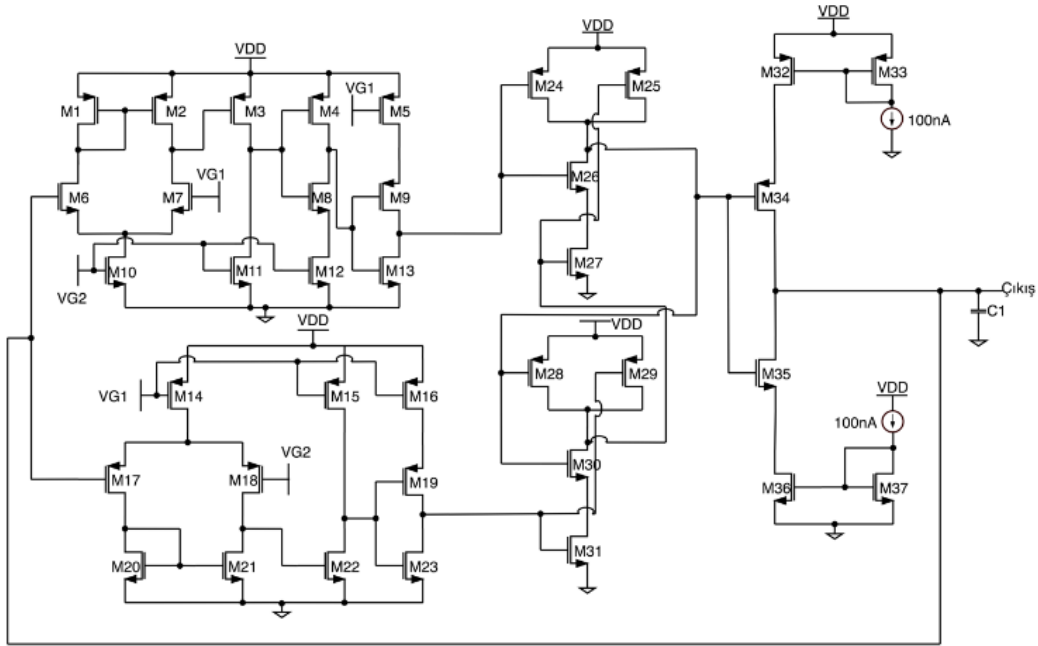 VDD
M1
M2
M3
M4
VG1
M5
M6
M7
VG1
M8
M9
VG2
M10
M11
M12
M13
VDD
VG1
M14
M15
M16
M17
M18
VG2
M19
M20
M21
M22
M23
VDD
M24
M25
M26
M27
VDD
M28
M29
M30
M31
VDD
M32
M33
100nA
M34
Çıkış
C1
M35
VDD
100nA
M36
M37